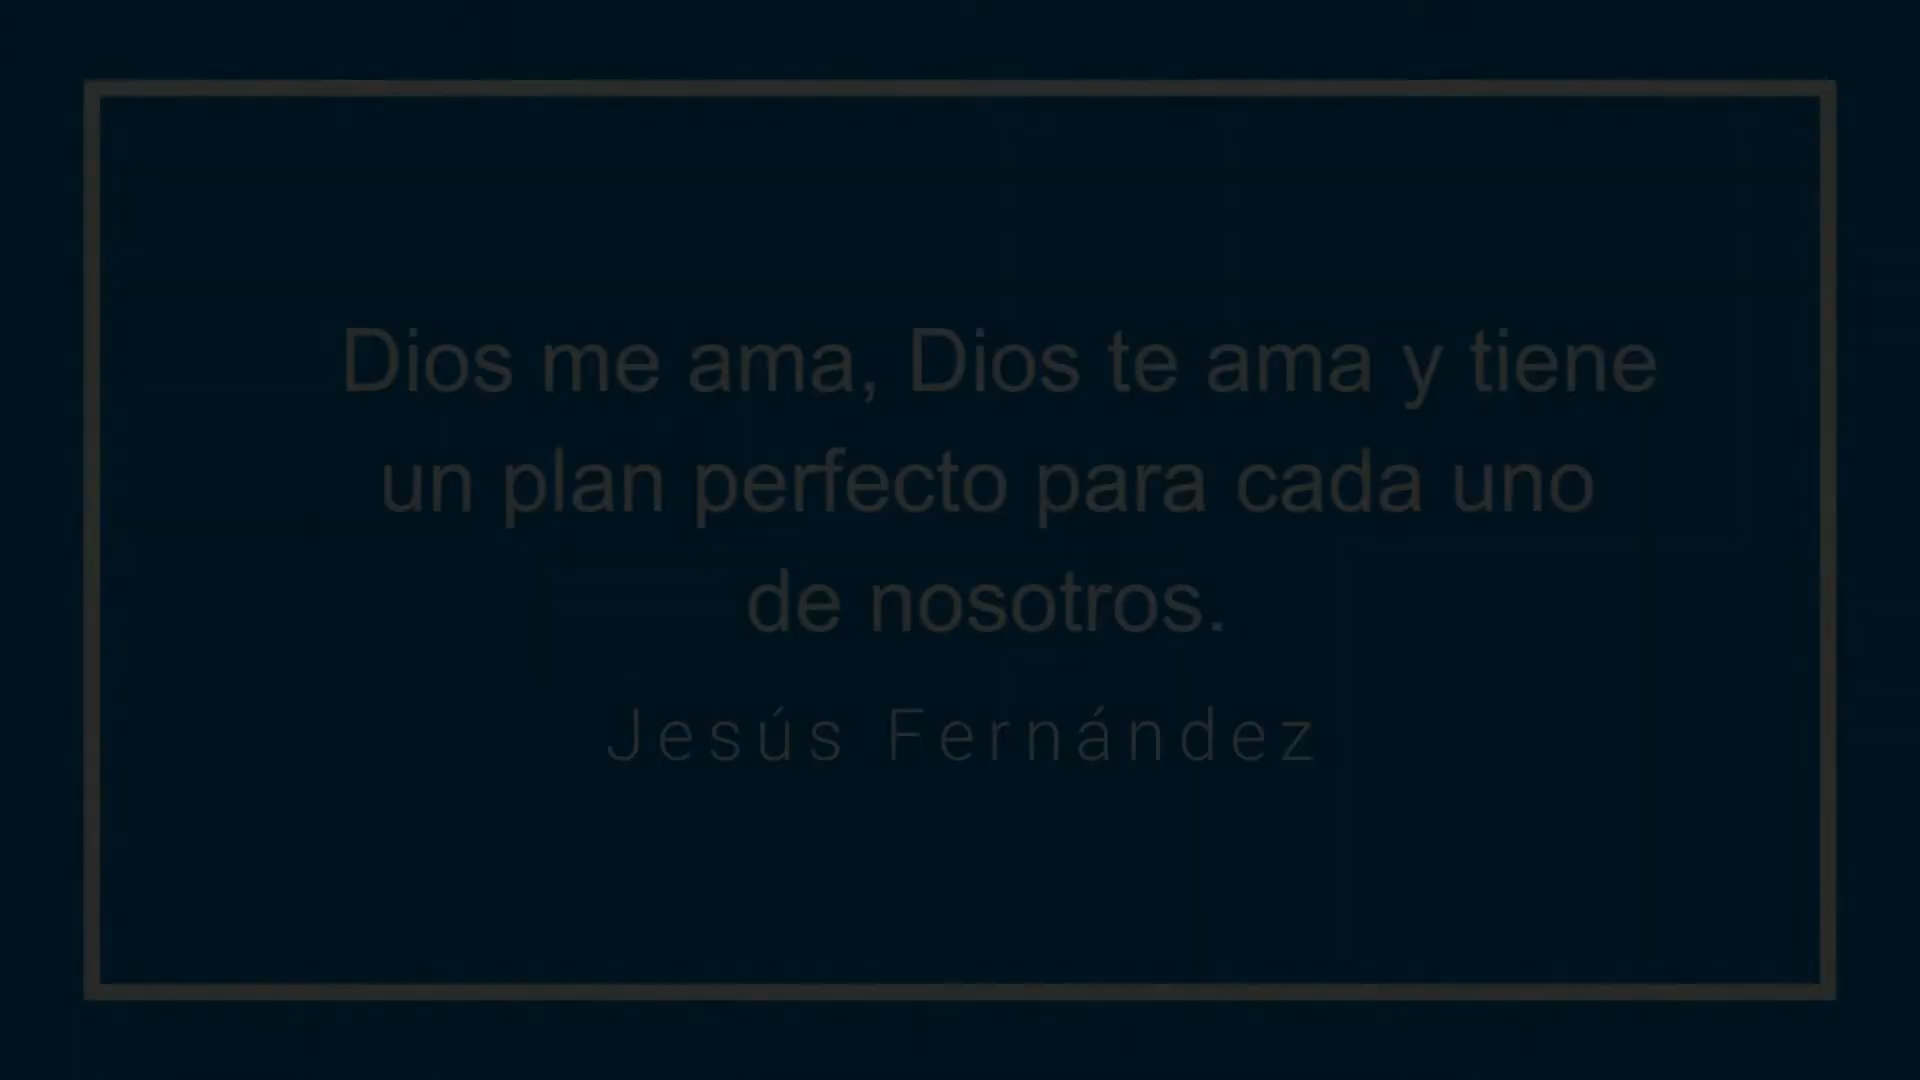 Dios me ama, Dios te ama y tiene
un plan perfecto para cada uno
de nosotros.
Jesús Fernández